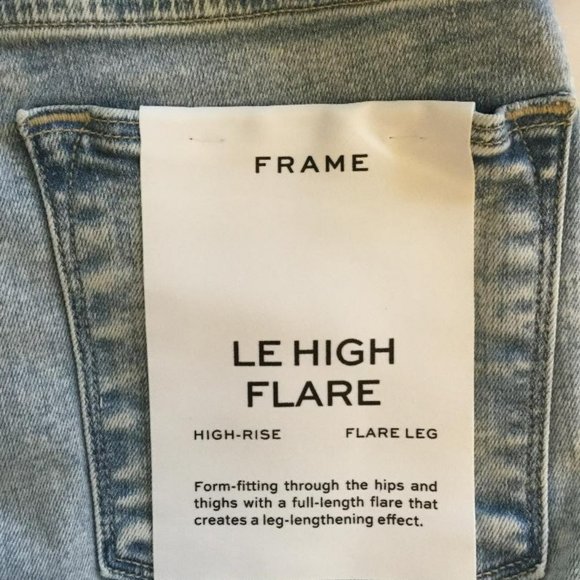 FRAME
LE HIGH
FLARE
HIGH-RISE FLARE LEG
Form-fitting through the hips and
thighs with a full-length flare that
creates a leg-lengthening effect.